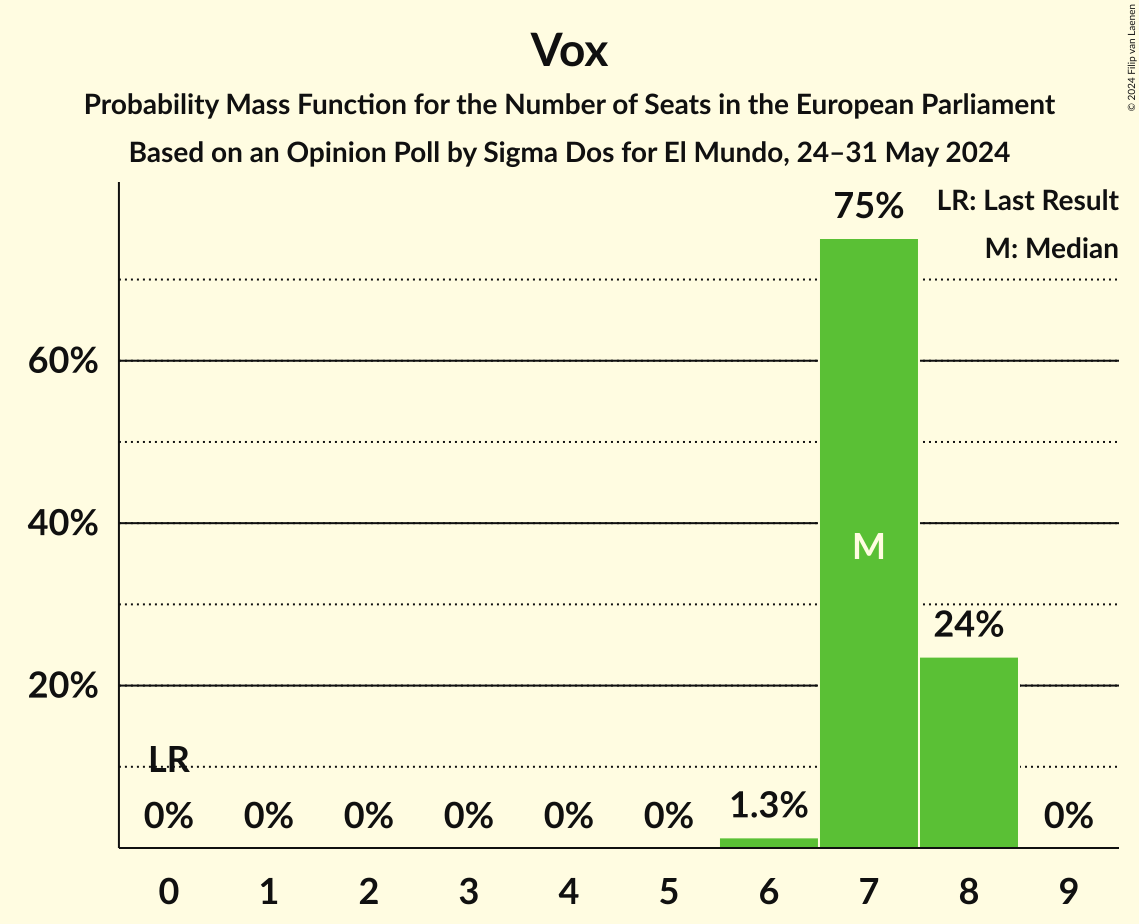 Vox
Probability Mass Function for the Number of Seats in the European Parliament
Based on an Opinion Poll by Sigma Dos for El Mundo, 24–31 May 2024
© 2024 Filip van Laenen
LR: Last Result
M: Median
75%
60%
40%
M
24%
20%
LR
0% 0% 0% 0% 0% 0% 1.3% 0%
0 1 2 3 4 5 6 7 8 9